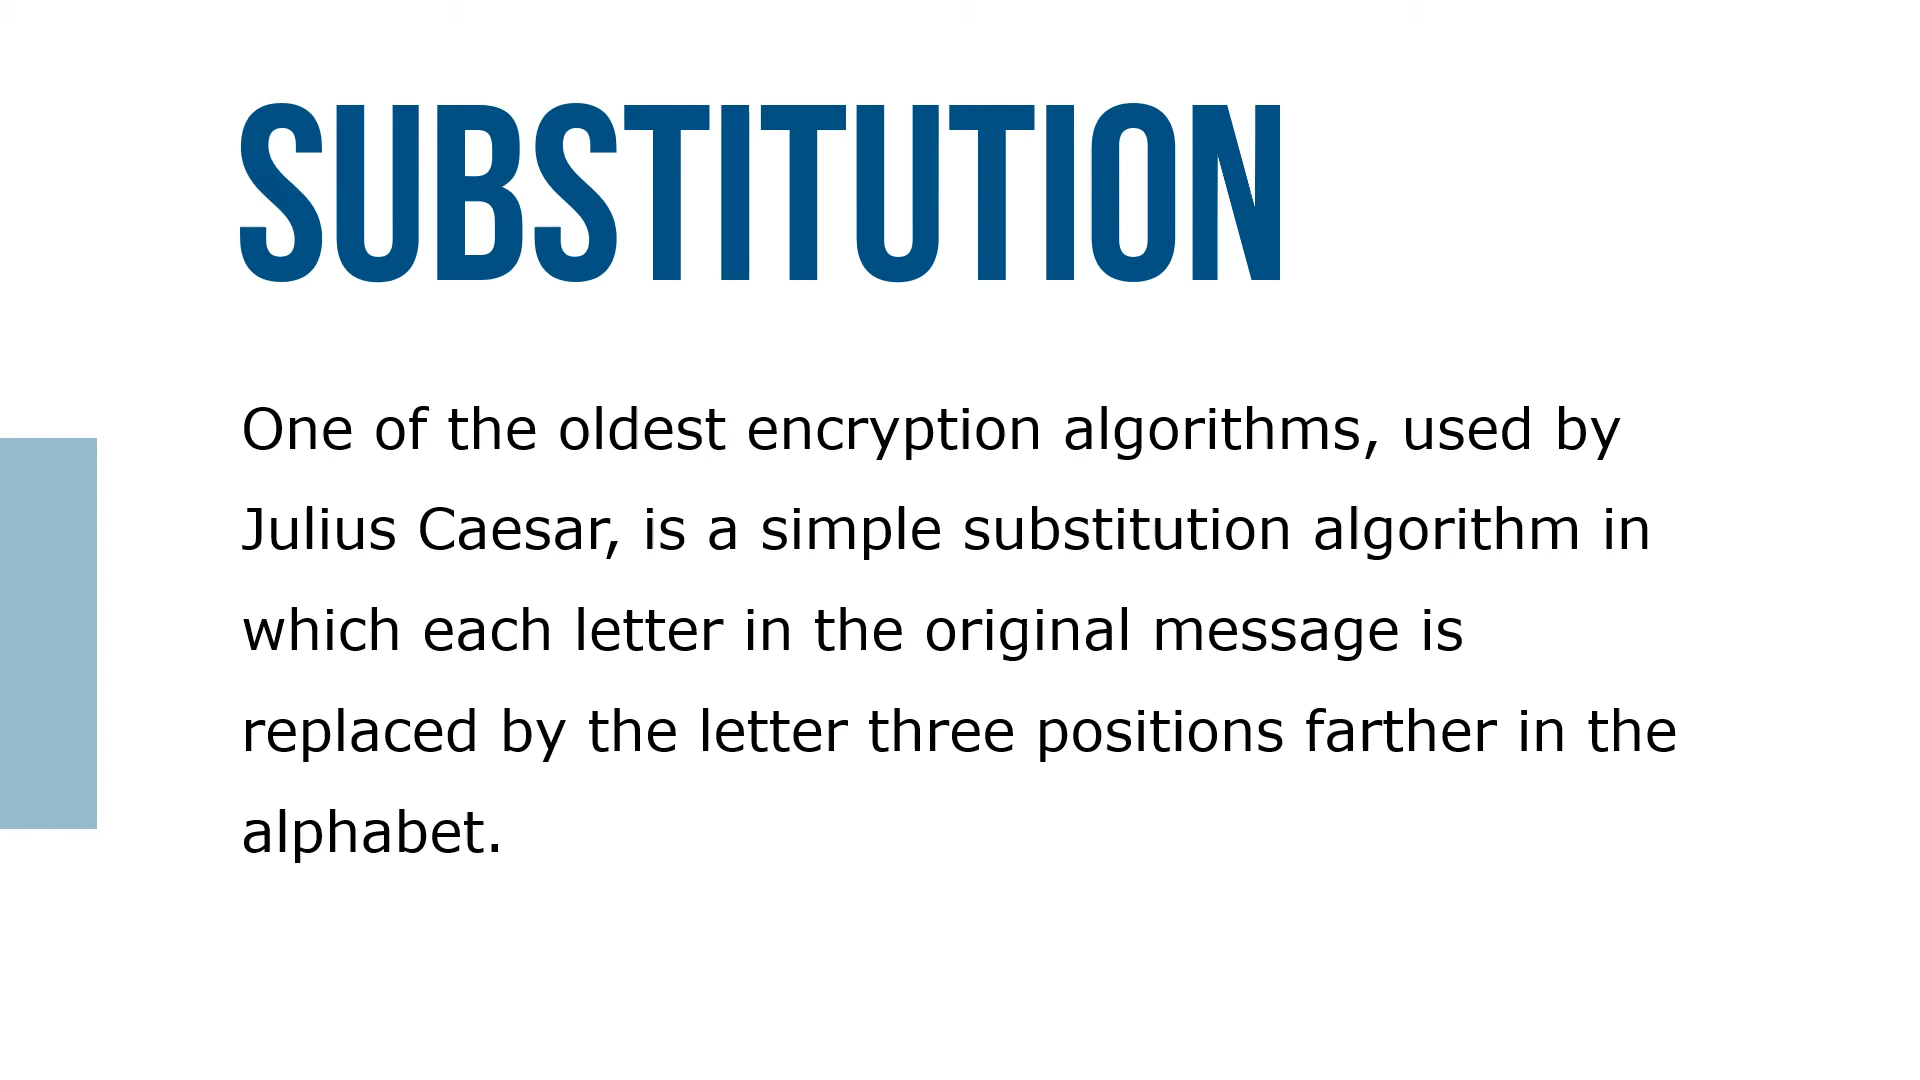 SUBSTITUTION
One of the oldest encryption algorithms, used by
Julius Caesar, is a simple substitution algorithm in
which each letter in the original message is
replaced by the letter three positions farther in the
alphabet.